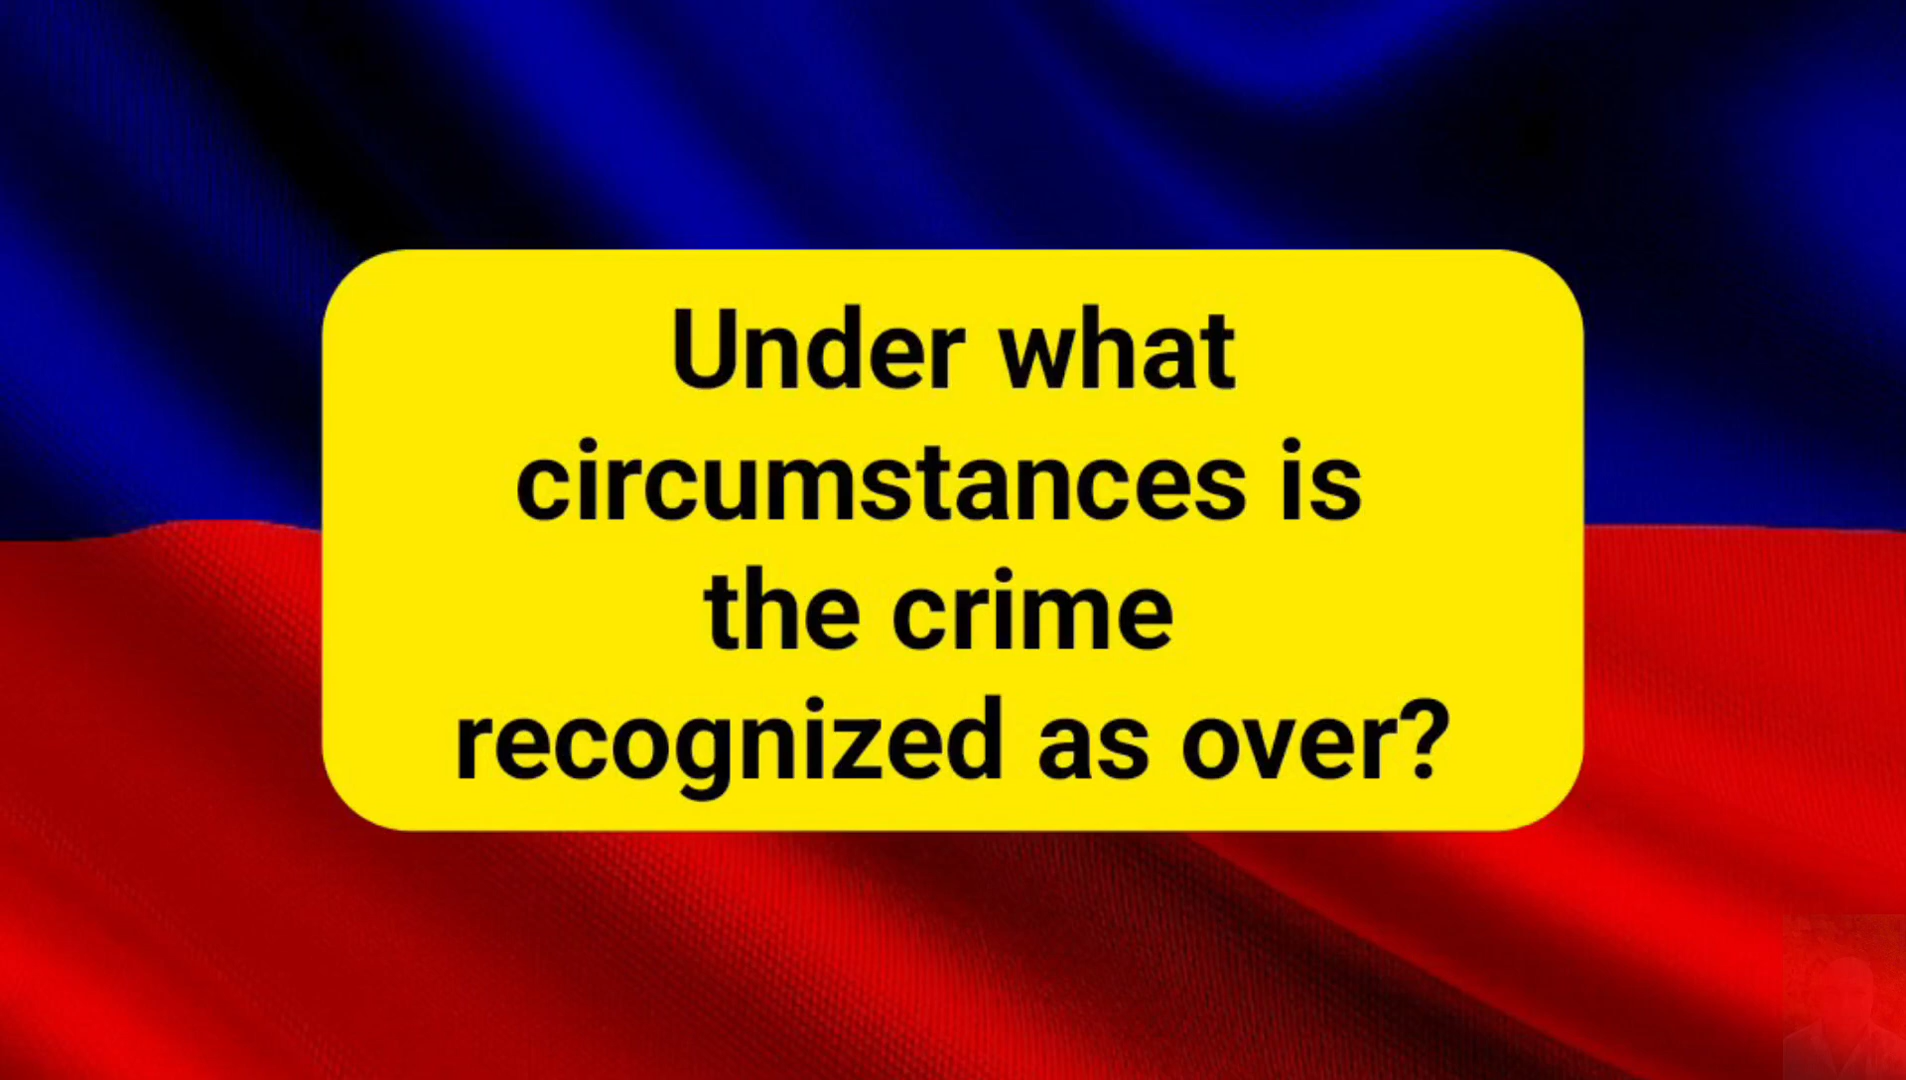 Under what
circumstances is
the crime
recognized as over?